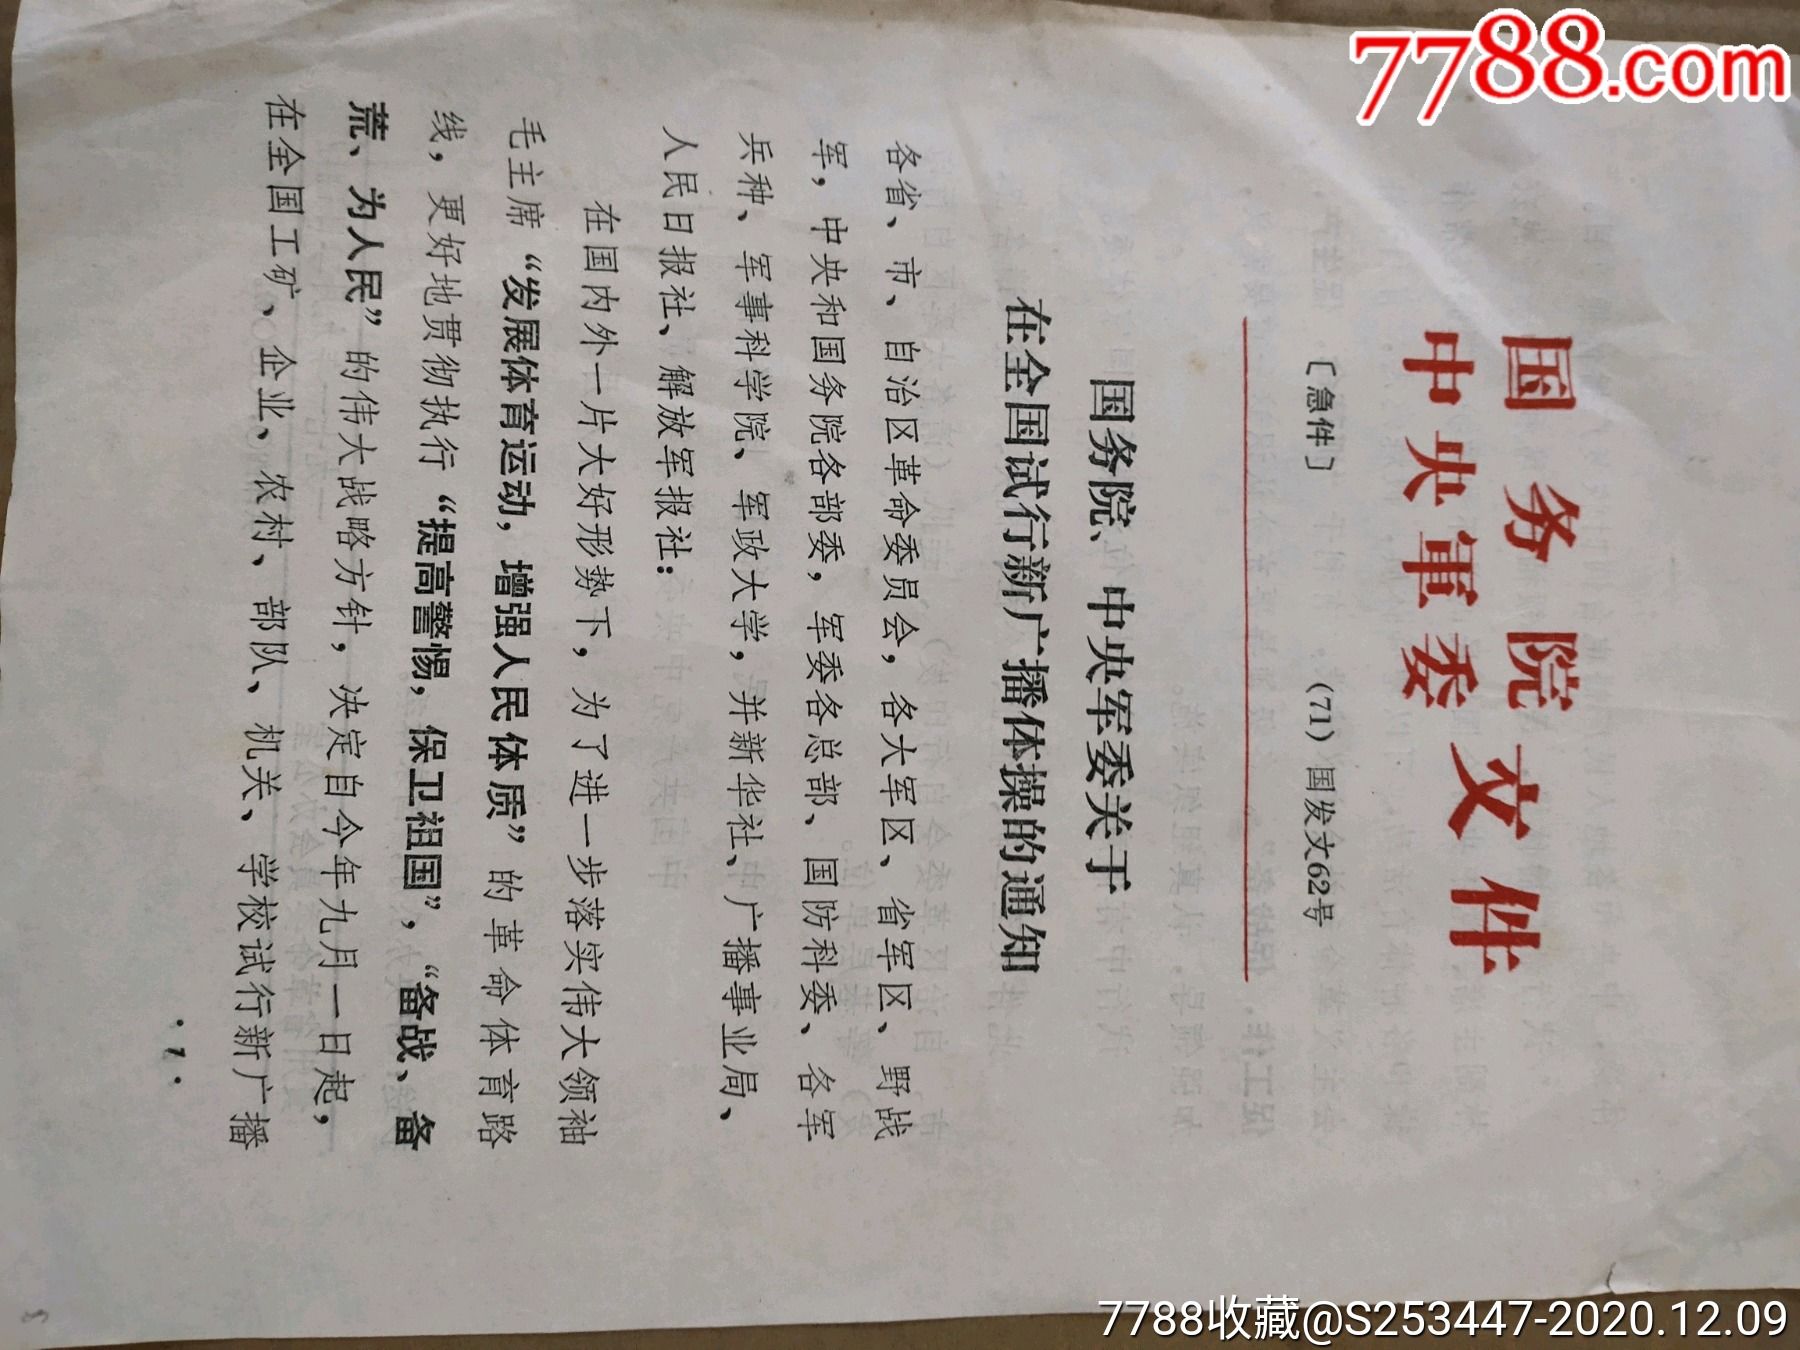 7788.com
国务院
中央軍委
文件
〔急件〕 (71) 国发文62号
国务院、中央军委关于
在全国试行新广播体操的通知
各省、市、自治区革命委员会，各大军区、省军区、野战
军，中央和国务院各部委，军委各总部、国防科委、各军
兵种、军事科学院、军政大学，并新华社、广播事业局、
人民日报社、解放军报社：
在国内外一片大好形势下，为了进一步落实伟大领袖
毛主席“发展体育运动，增强人民体质”的革命体育路
线，更好地贯彻执行“提高警惕，保卫祖国”，“备战、备
荒、为人民”的伟大战略方针，决定自今年九月一日起，
在全国工矿、企业、农村、部队、机关、学校试行新广播
·1·
7788收藏@S253447-2020.12.09